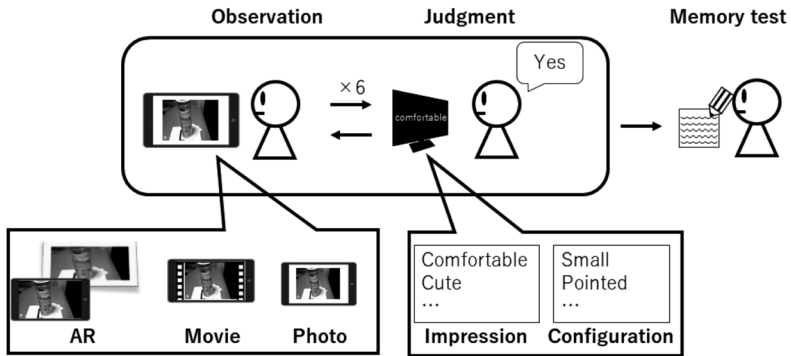 Observation
Judgment
Memory test
×6
comfortable
Yes
AR
Movie
Photo
Comfortable
Cute
…
Impression
Small
Pointed
…
Configuration